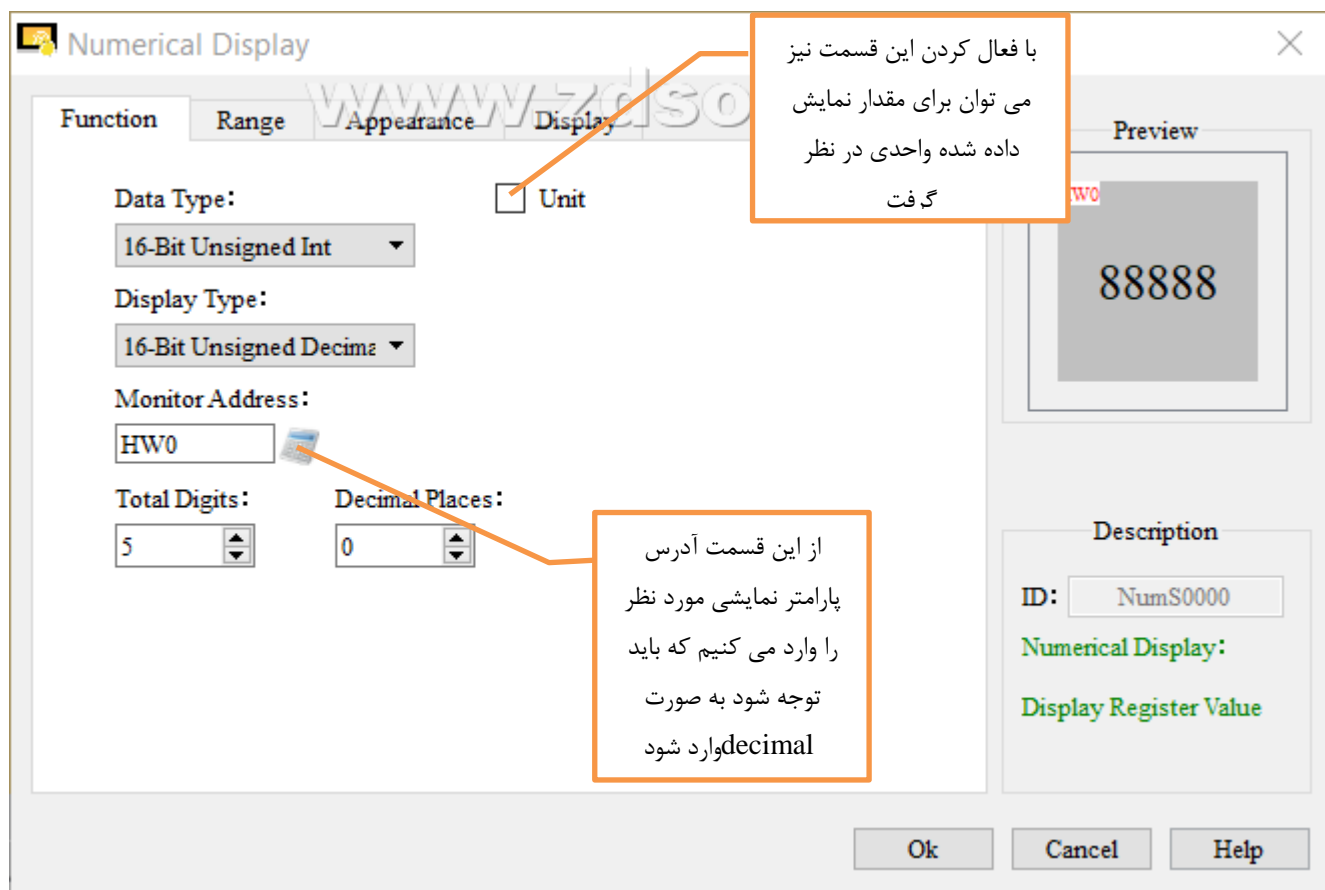 Numerical Display
با فعال کردن این قسمت نیز
می توان برای مقدار نمایش
داده شده واحدی در نظر
گرفت
Function Range Appearance Display
www.zdso
Preview
Data Type:
Unit
W0
16-Bit Unsigned Int
88888
Display Type:
16-Bit Unsigned Decima
Monitor Address:
HW0
Total Digits: Decimal Places:
5 0
از این قسمت آدرس
پارامتر نمایشی مورد نظر
را وارد می کنیم که باید
توجه شود به صورت
decimalوارد شود
Description
ID: NumS0000
Numerical Display:
Display Register Value
Ok Cancel Help